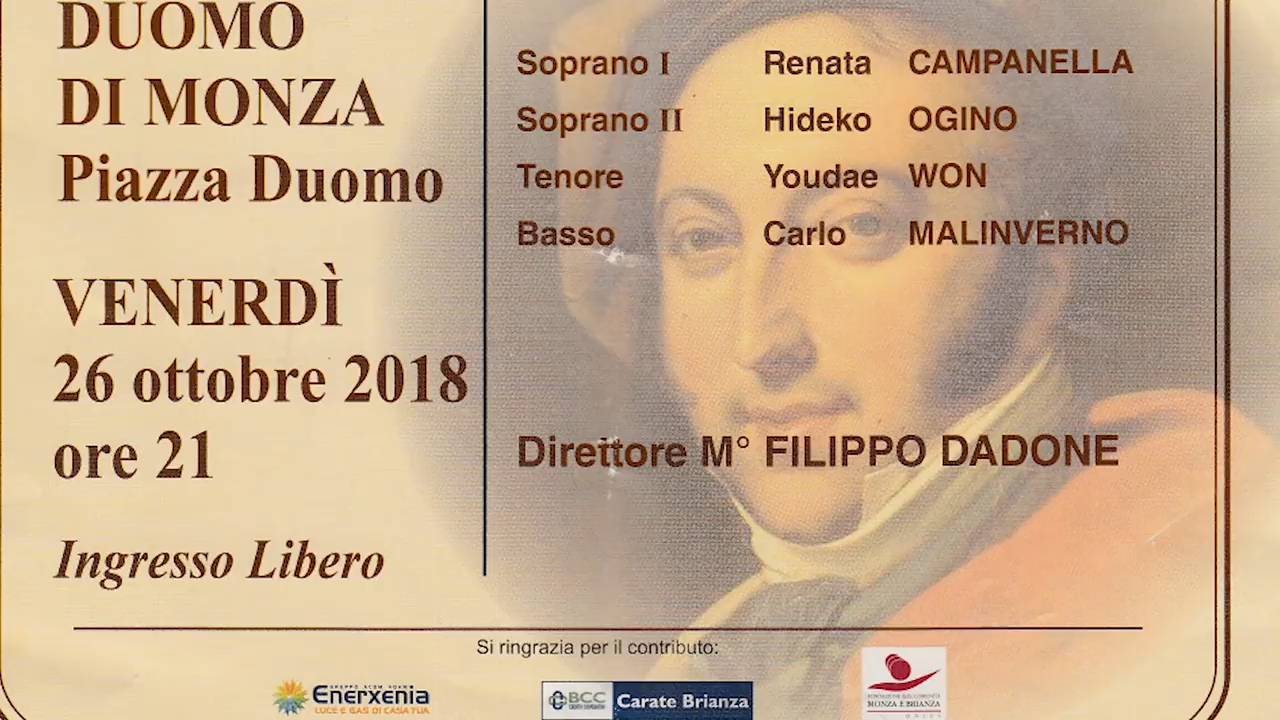 DUOMO
DI MONZA
Piazza Duomo
VENERDÌ
26 ottobre 2018
ore 21
Ingresso Libero
Soprano I Renata CAMPANELLA
Soprano II Hideko OGINO
Tenore Youdae WON
Basso Carlo MALINVERNO
Direttore M° FILIPPO DADONE
Si ringrazia per il contributo:
Enerxenia
LUCE E GAS DI CASA TUA
BCC
Carate Brianza
MONZA E BRIANZA